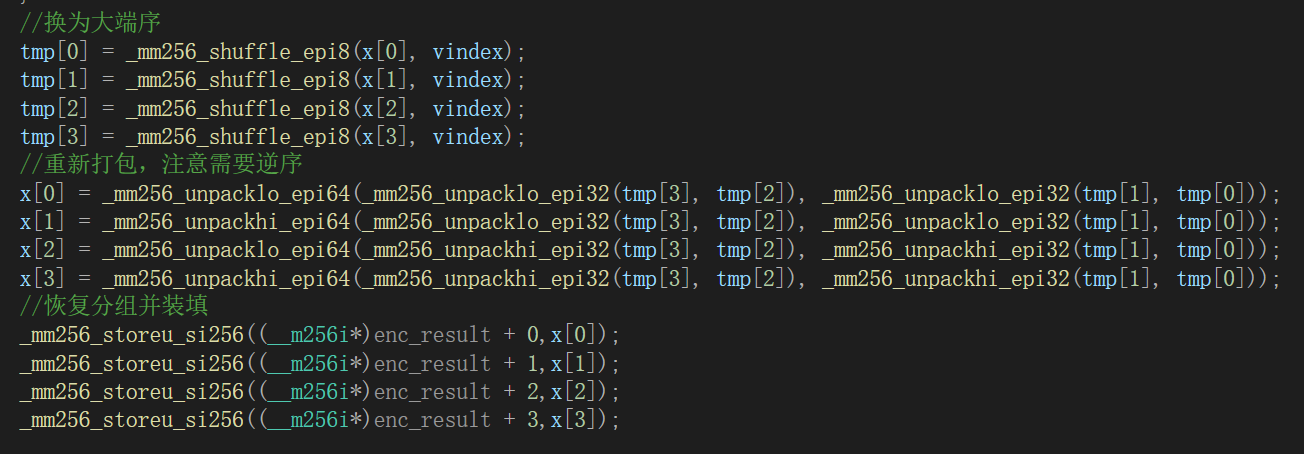 //换为大端序
tmp[0] = _mm256_shuffle_epi8(x[0], vindex);
tmp[1] = _mm256_shuffle_epi8(x[1], vindex);
tmp[2] = _mm256_shuffle_epi8(x[2], vindex);
tmp[3] = _mm256_shuffle_epi8(x[3], vindex);
//重新打包，注意需要逆序
x[0] = _mm256_unpacklo_epi64(_mm256_unpacklo_epi32(tmp[3], tmp[2]), _mm256_unpacklo_epi32(tmp[1], tmp[0]));
x[1] = _mm256_unpackhi_epi64(_mm256_unpacklo_epi32(tmp[3], tmp[2]), _mm256_unpacklo_epi32(tmp[1], tmp[0]));
x[2] = _mm256_unpacklo_epi64(_mm256_unpackhi_epi32(tmp[3], tmp[2]), _mm256_unpackhi_epi32(tmp[1], tmp[0]));
x[3] = _mm256_unpackhi_epi64(_mm256_unpackhi_epi32(tmp[3], tmp[2]), _mm256_unpackhi_epi32(tmp[1], tmp[0]));
//恢复分组并装填
_mm256_storeu_si256((__m256i*)enc_result + 0,x[0]);
_mm256_storeu_si256((__m256i*)enc_result + 1,x[1]);
_mm256_storeu_si256((__m256i*)enc_result + 2,x[2]);
_mm256_storeu_si256((__m256i*)enc_result + 3,x[3]);